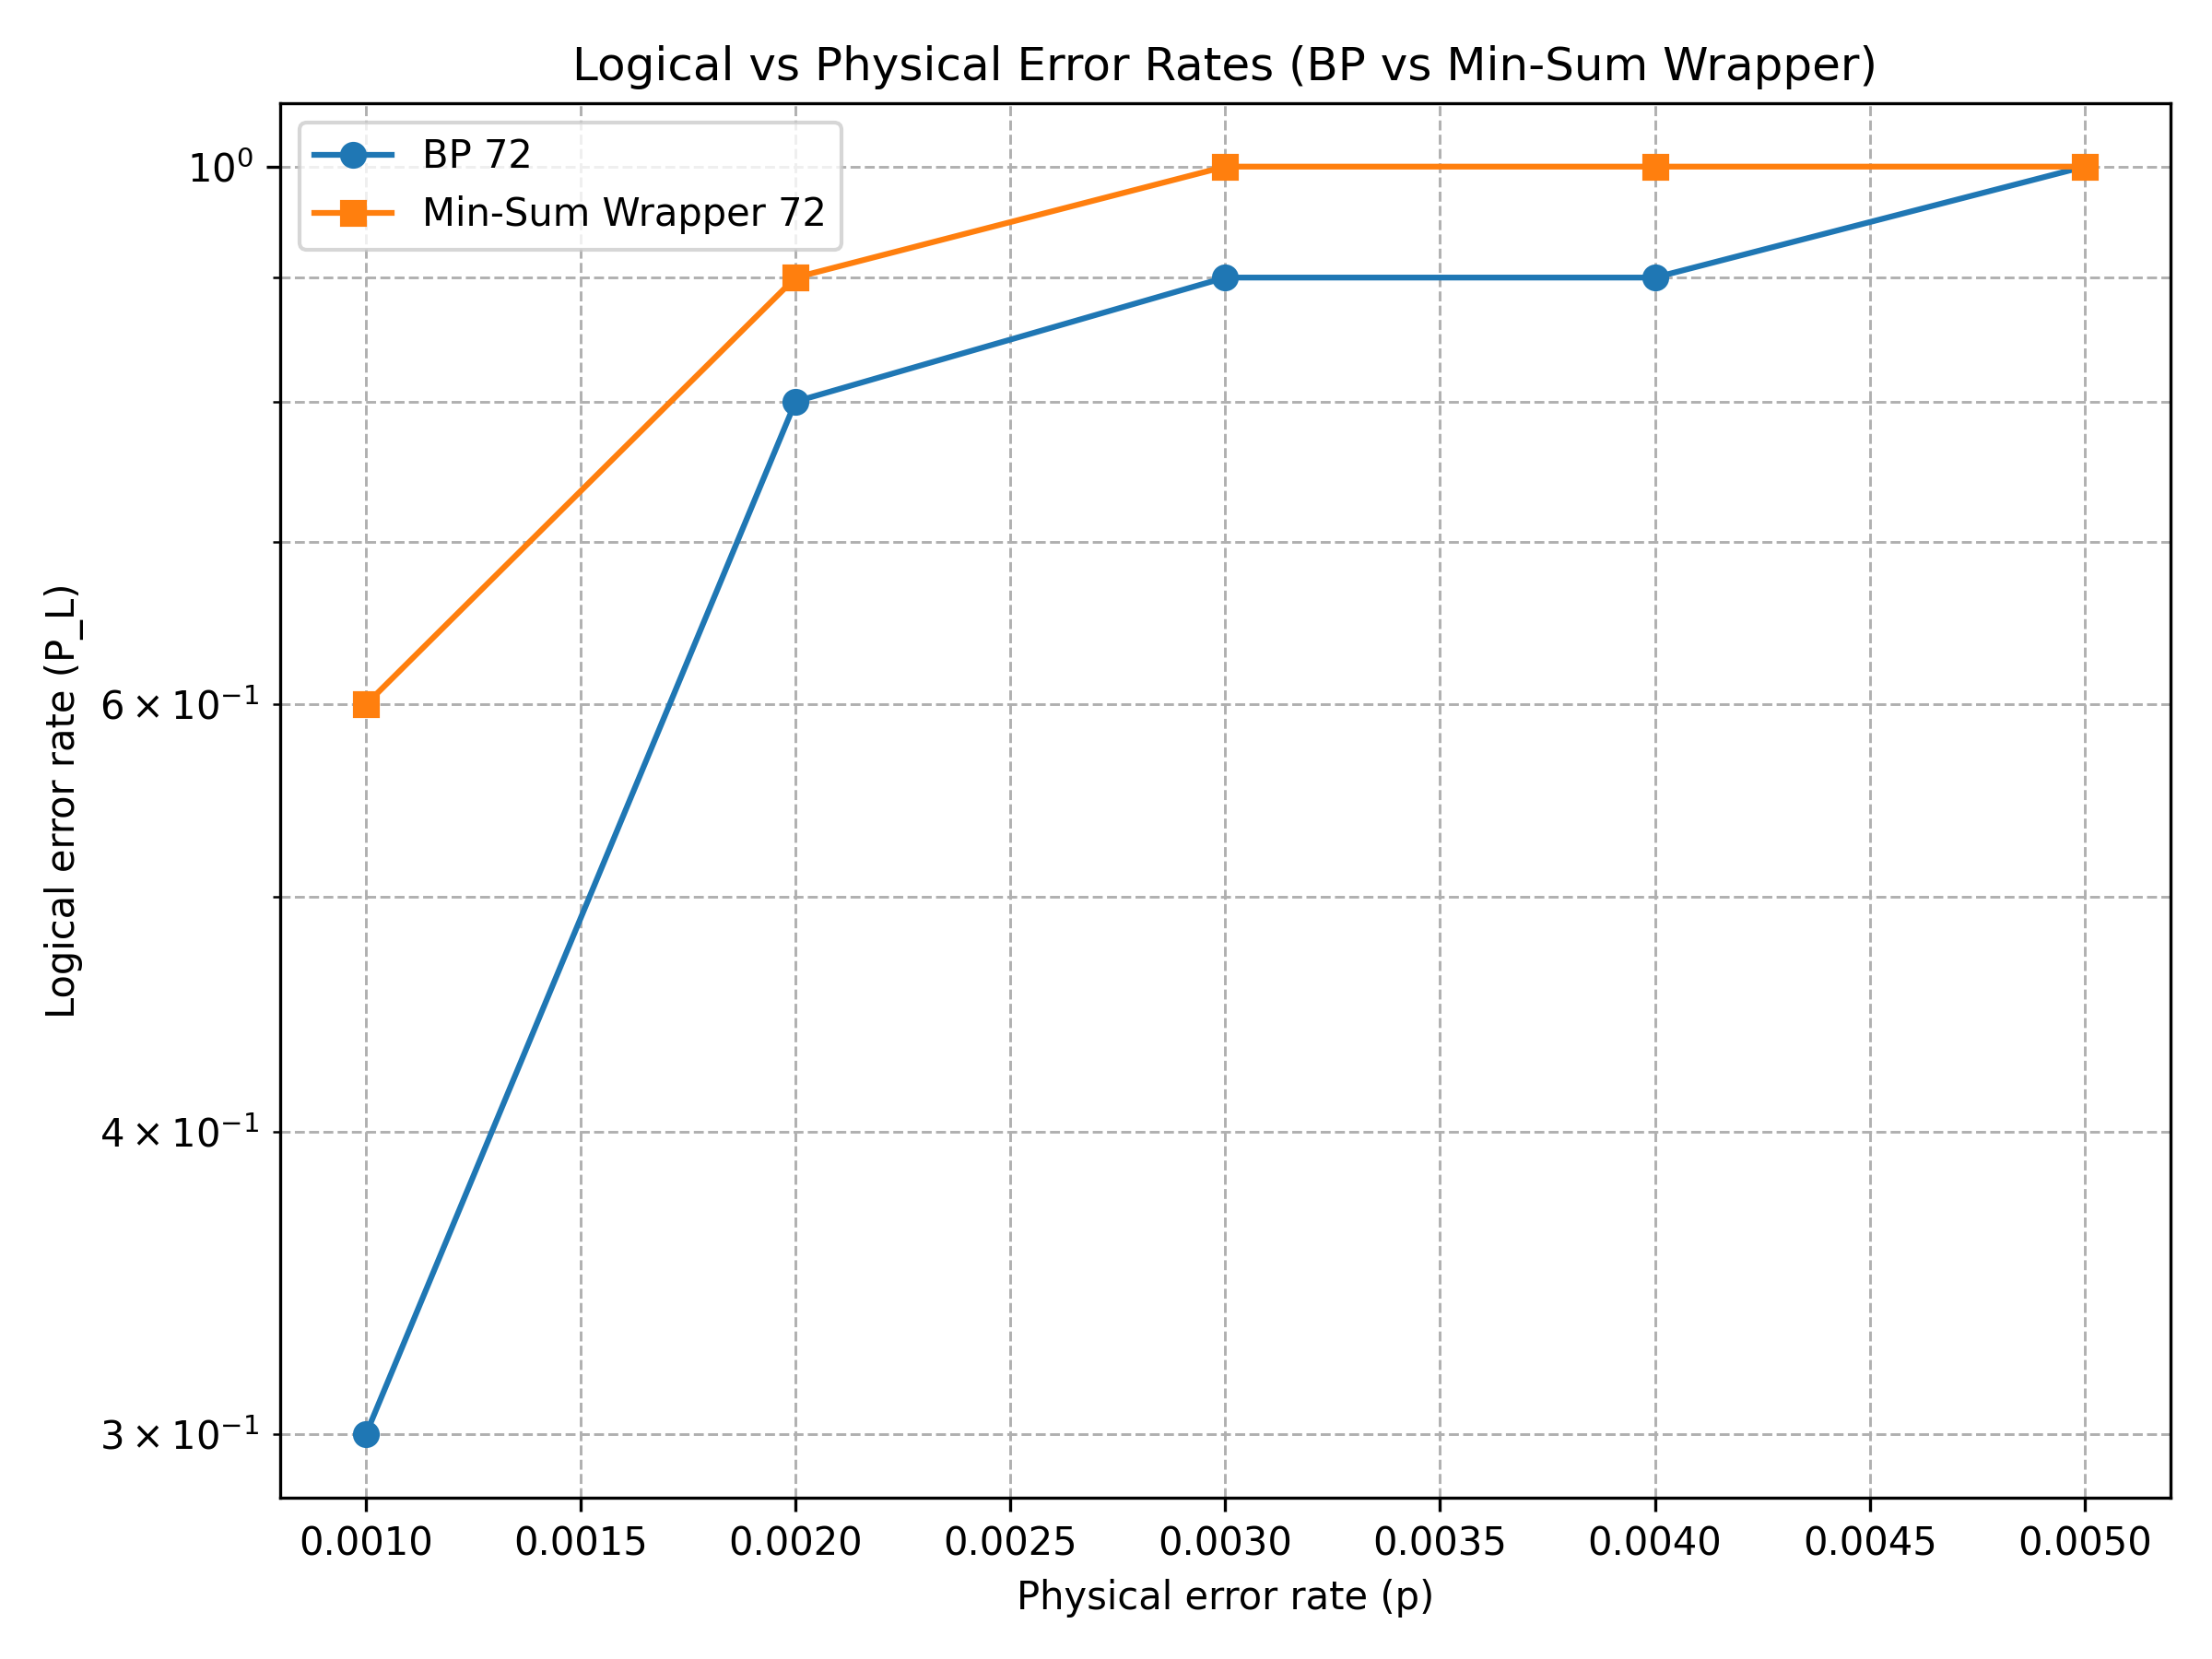 Logical vs Physical Error Rates (BP vs Min-Sum Wrapper)
BP 72
Min-Sum Wrapper 72
10⁰
6 × 10⁻¹
4 × 10⁻¹
3 × 10⁻¹
Logical error rate (P_L)
0.0010 0.0015 0.0020 0.0025 0.0030 0.0035 0.0040 0.0045 0.0050
Physical error rate (p)